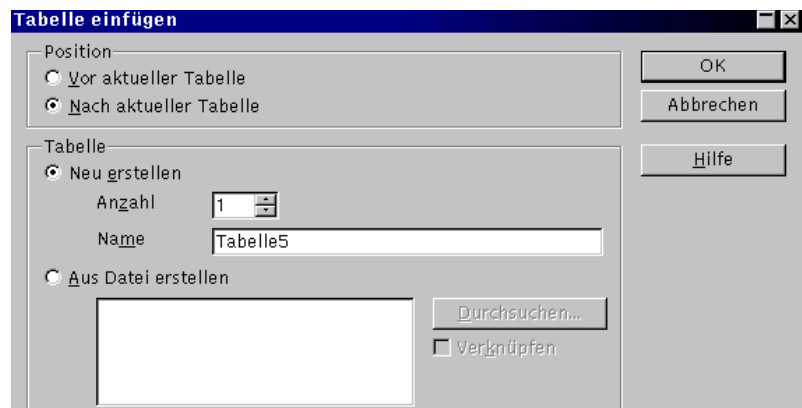 Tabelle einfügen
Position
Vor aktueller Tabelle
Nach aktueller Tabelle
OK
Abbrechen
Hilfe
Tabelle
Neu erstellen
Anzahl 1
Name Tabelle5
Aus Datei erstellen
Durchsuchen...
Verknüpfen